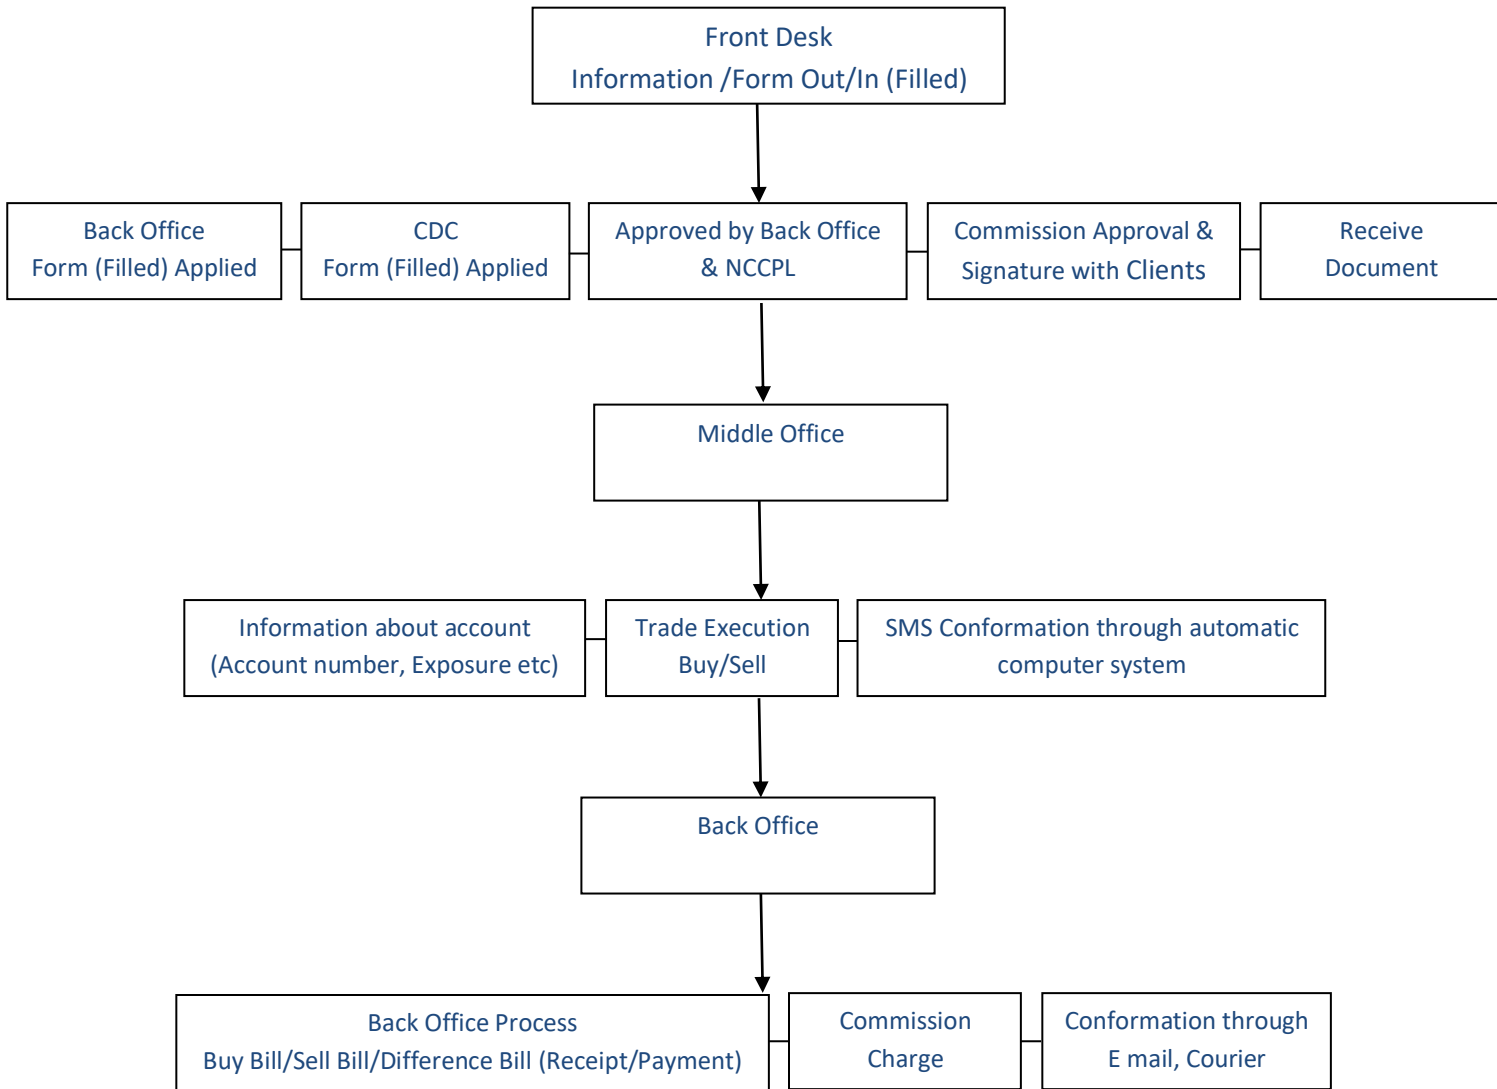 Front Desk
Information /Form Out/In (Filled)
Back Office
Form (Filled) Applied
CDC
Form (Filled) Applied
Approved by Back Office
& NCCPL
Commission Approval &
Signature with Clients
Receive
Document
Middle Office
Information about account
(Account number, Exposure etc)
Trade Execution
Buy/Sell
SMS Conformation through automatic
computer system
Back Office
Back Office Process
Buy Bill/Sell Bill/Difference Bill (Receipt/Payment)
Commission
Charge
Conformation through
E mail, Courier